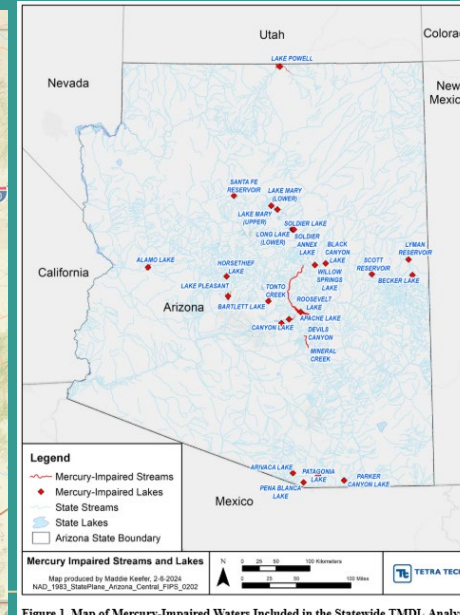 Utah
Colora
LAKE POWELL
Nevada
New
Mexic
SANTA FE
RESERVOIR
LAKE MARY
(LOWER)
LAKE MARY
(UPPER)
SOLDIER LAKE
LONG LAKE
(LOWER)
SOLDIER
ANNEX
LAKE
BLACK
CANYON
LAKE
LYMAN
RESERVOIR
California
ALAMO LAKE
HORSETHIEF
LAKE
WILLOW
SPRINGS
LAKE
SCOTT
RESERVOIR
BECKER LAKE
LAKE PLEASANT
TONTO
CREEK
Arizona
BARTLETT LAKE
ROOSEVELT
LAKE
APACHE LAKE
CANYON LAKE
DEVILS
CANYON
MINERAL
CREEK
Legend
Mercury-Impaired Streams
Mercury-Impaired Lakes
State Streams
State Lakes
Arizona State Boundary
ARIVACA LAKE
PATAGONIA
LAKE
PARKER
CANYON LAKE
PENA BLANCA
LAKE
Mexico
Mercury Impaired Streams and Lakes
Map produced by Maddie Keefer, 2-6-2024
NAD_1983_StatePlane_Arizona_Central_FIPS_0202
N
0 25 50 100 Kilometers
0 25 50 100 Miles
Tt TETRA TECH
Figure 1. Map of Mercury-Impaired Waters Included in the Statewide TMDL Analy